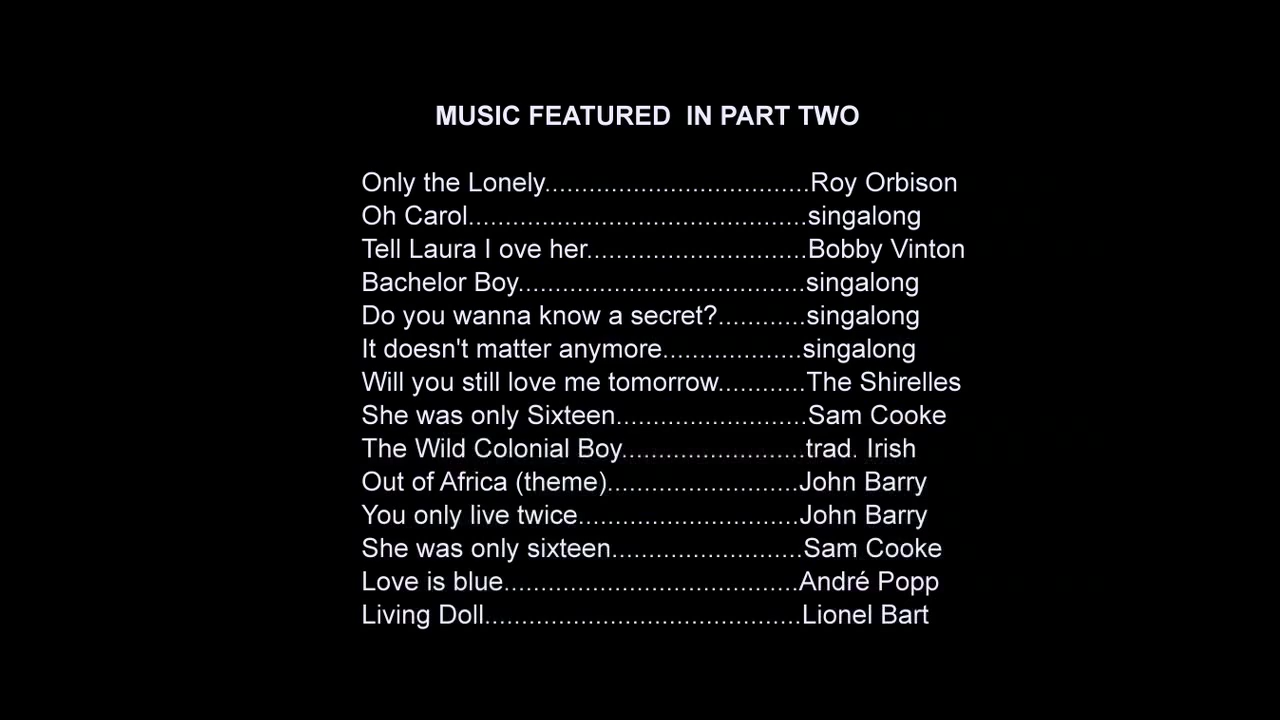 MUSIC FEATURED  IN PART TWO
Only the Lonely....................................Roy Orbison
Oh Carol..............................................singalong
Tell Laura I ove her..............................Bobby Vinton
Bachelor Boy.......................................singalong
Do you wanna know a secret?............singalong
It doesn't matter anymore...................singalong
Will you still love me tomorrow............The Shirelles
She was only Sixteen..........................Sam Cooke
The Wild Colonial Boy.........................trad. Irish
Out of Africa (theme)..........................John Barry
You only live twice..............................John Barry
She was only sixteen..........................Sam Cooke
Love is blue........................................André Popp
Living Doll...........................................Lionel Bart